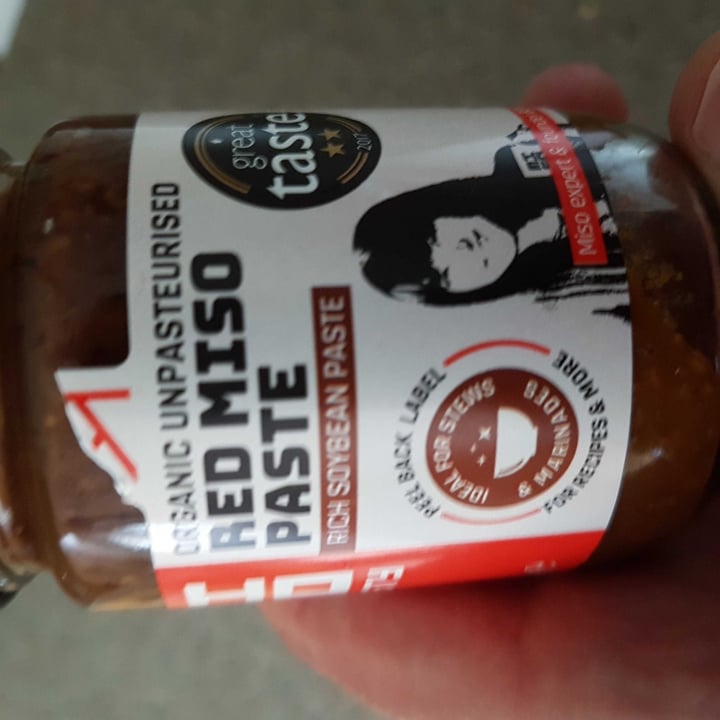 great
taste
2017
ORGANIC UNPASTEURISED
RED MISO
PASTE
RICH SOYBEAN PASTE
Miso expert &
PEEL BACK LABEL
FOR RECIPES & MORE
IDEAL FOR STEWS
& MARINADES